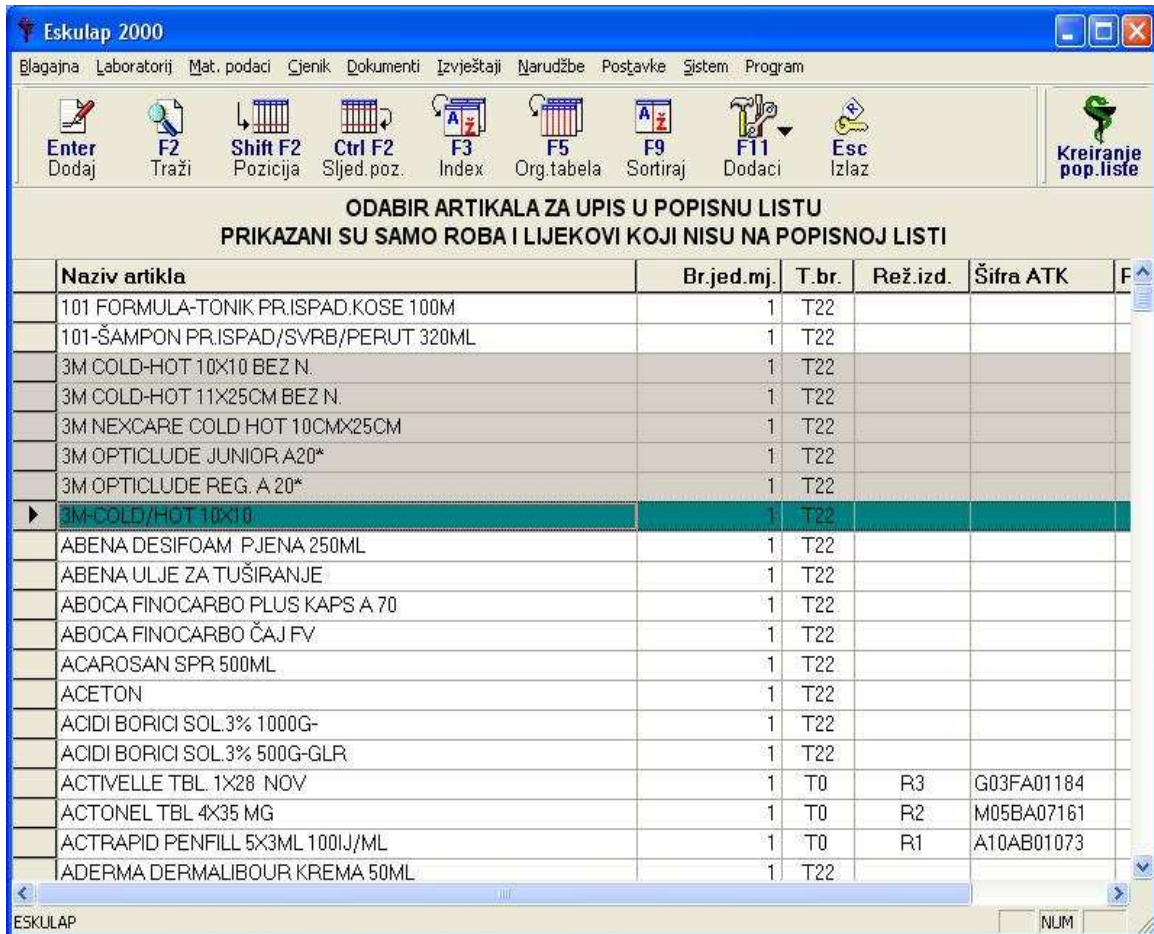 Eskulap 2000
Blagajna Laboratorij Mat. podaci Cjenik Dokumenti Izvještaji Narudžbe Postavke Sistem Program
Enter F2 Shift F2 Ctrl F2 F3 F5 F9 F11 Esc Kreiranje
Dodaj Traži Pozicija Sljed.poz. Index Org.tabela Sortiraj Dodaci Izlaz pop.liste
ODABIR ARTIKALA ZA UPIS U POPISNU LISTU
PRIKAZANI SU SAMO ROBA I LIJEKOVI KOJI NISU NA POPISNOJ LISTI
Naziv artikla Br.jed.mj. T.br. Rež.izd. Šifra ATK
101 FORMULA-TONIK PR.ISPAD.KOSE 100M 1 T22
101-ŠAMPON PR.ISPAD/SVRB/PERUT 320ML 1 T22
3M COLD-HOT 10X10 BEZ N. 1 T22
3M COLD-HOT 11X25CM BEZ N. 1 T22
3M NEXCARE COLD HOT 10CMX25CM 1 T22
3M OPTICLUDE JUNIOR A20* 1 T22
3M OPTICLUDE REG. A 20* 1 T22
3M-COLD/HOT 10X10 1 T22
ABENA DESIFOAM PJENA 250ML 1 T22
ABENA ULJE ZA TUŠIRANJE 1 T22
ABOCA FINOCARBO PLUS KAPS A 70 1 T22
ABOCA FINOCARBO ČAJ FV 1 T22
ACAROSAN SPR 500ML 1 T22
ACETON 1 T22
ACIDI BORICI SOL.3% 1000G- 1 T22
ACIDI BORICI SOL.3% 500G-GLR 1 T22
ACTIVELLE TBL. 1X28 NOV 1 T0 R3 G03FA01184
ACTONEL TBL 4X35 MG 1 T0 R2 M05BA07161
ACTRAPID PENFILL 5X3ML 100IJ/ML 1 T0 R1 A10AB01073
ADERMA DERMALIBOUR KREMA 50ML 1 T22
ESKULAP NUM